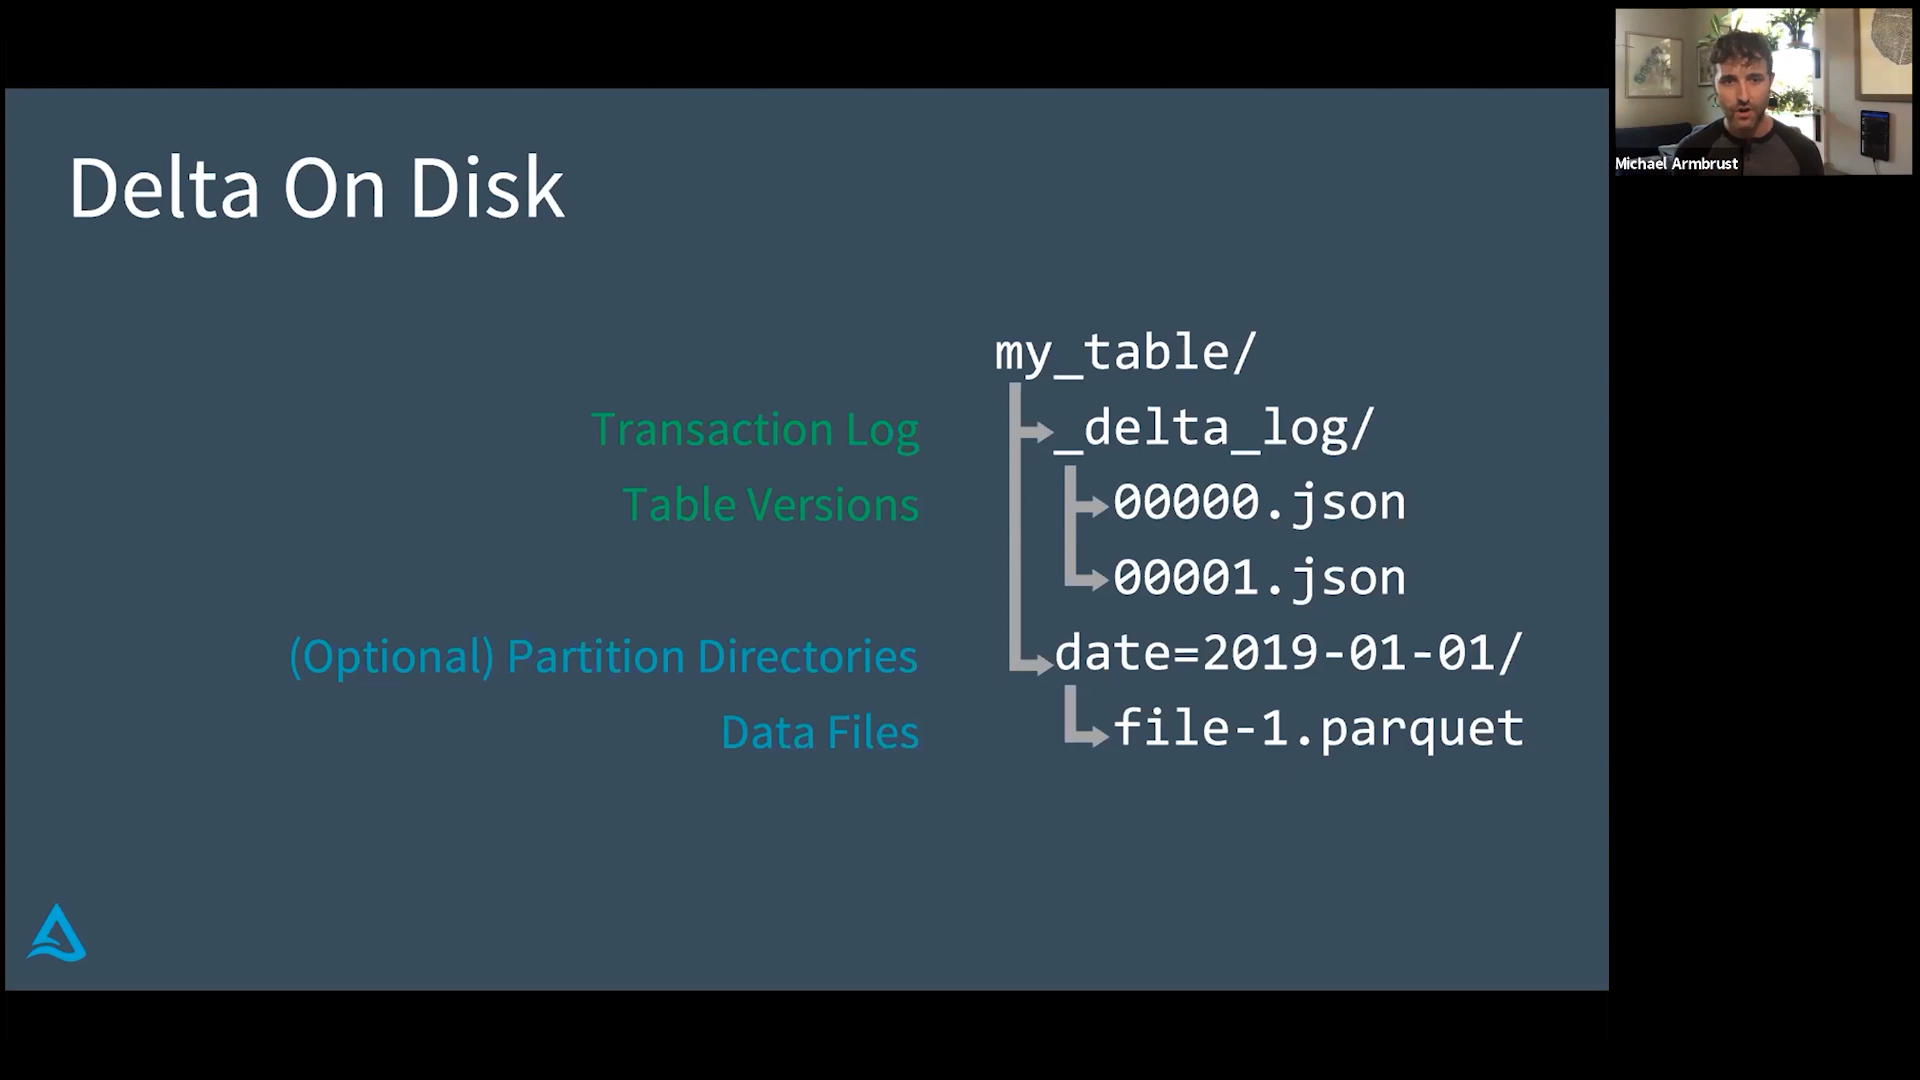 Delta On Disk
my_table/
Transaction Log _delta_log/
Table Versions 00000.json
00001.json
(Optional) Partition Directories date=2019-01-01/
Data Files file-1.parquet
Michael Armbrust